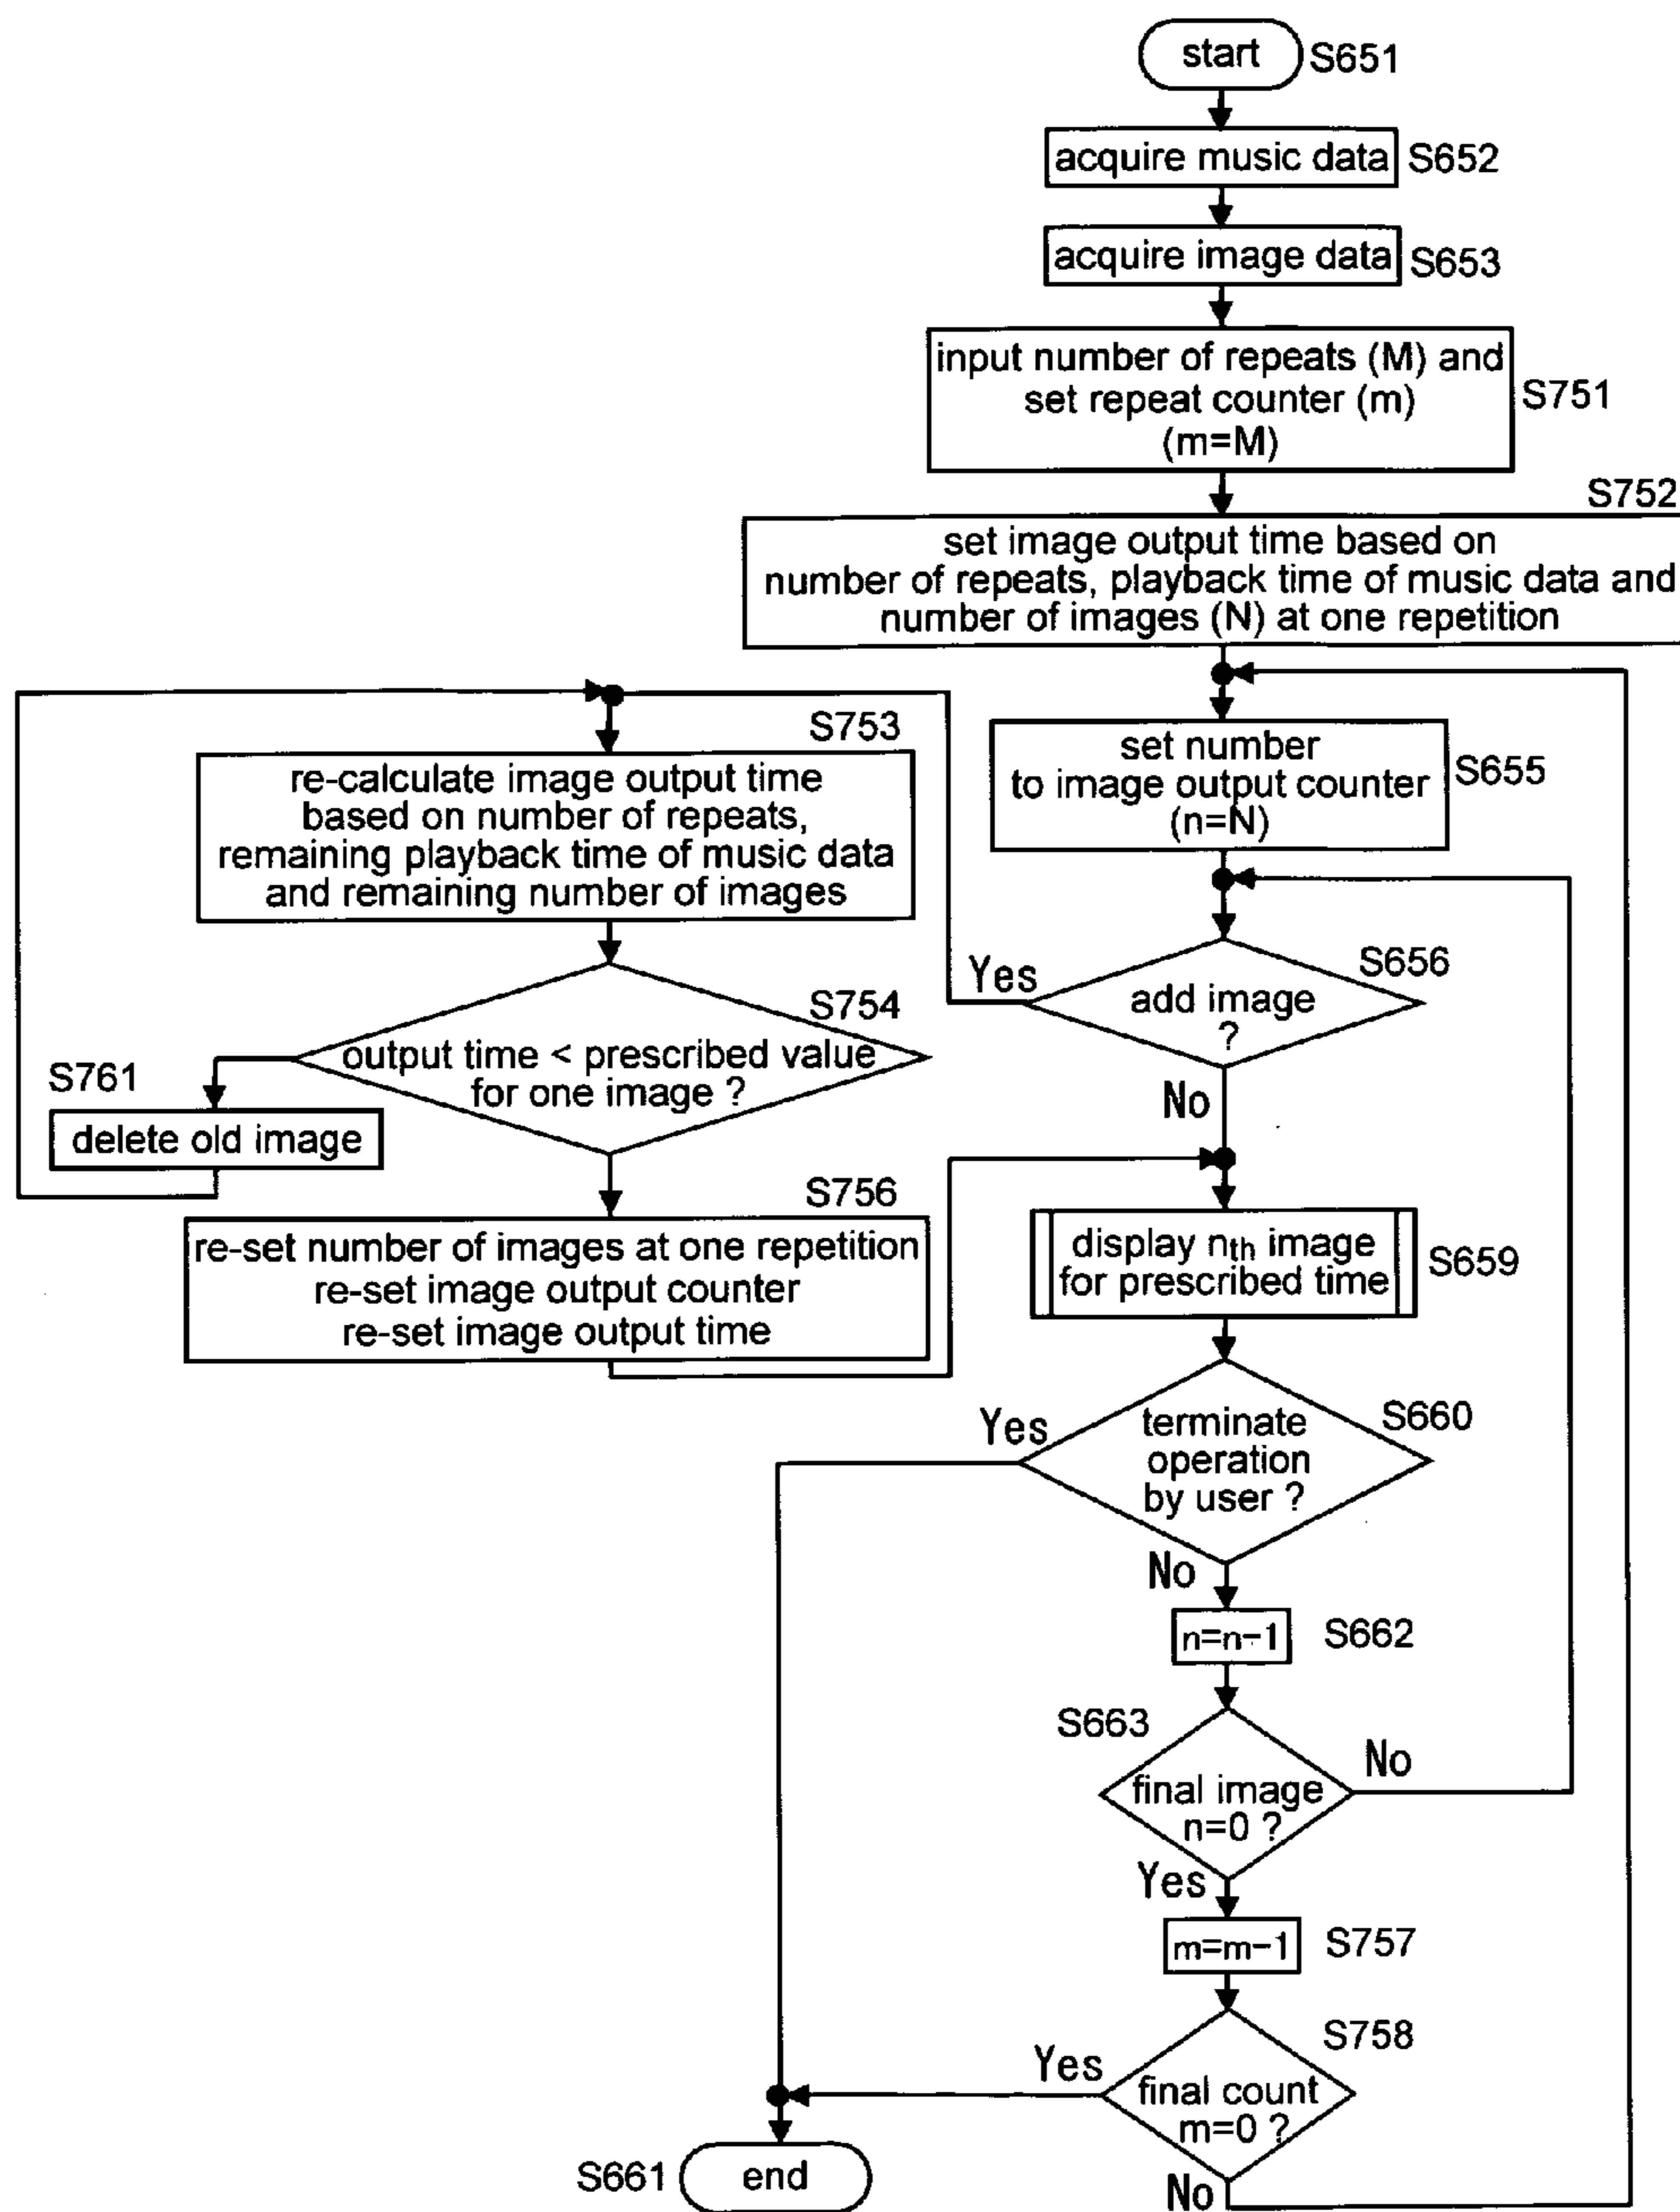 start
S651
acquire music data
S652
acquire image data
S653
input number of repeats (M) and
set repeat counter (m)
(m=M)
S751
S752
set image output time based on
number of repeats, playback time of music data and
number of images (N) at one repetition
S753
re-calculate image output time
based on number of repeats,
remaining playback time of music data
and remaining number of images
set number
to image output counter
(n=N)
S655
S656
Yes
add image
?
No
S754
output time < prescribed value
for one image ?
S761
delete old image
S756
re-set number of images at one repetition
re-set image output counter
re-set image output time
display nth image
for prescribed time
S659
S660
Yes
terminate
operation
by user ?
No
n=n-1
S662
S663
No
final image
n=0 ?
Yes
m=m-1
S757
S758
Yes
final count
m=0 ?
No
S661
end